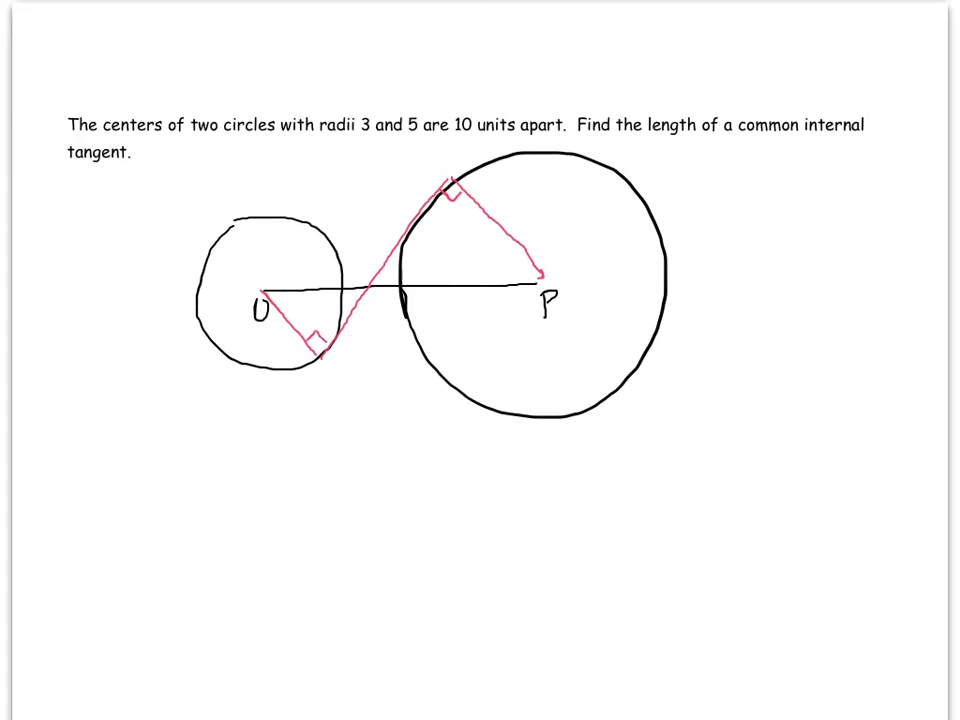 The centers of two circles with radii 3 and 5 are 10 units apart. Find the length of a common internal
tangent.
O
P